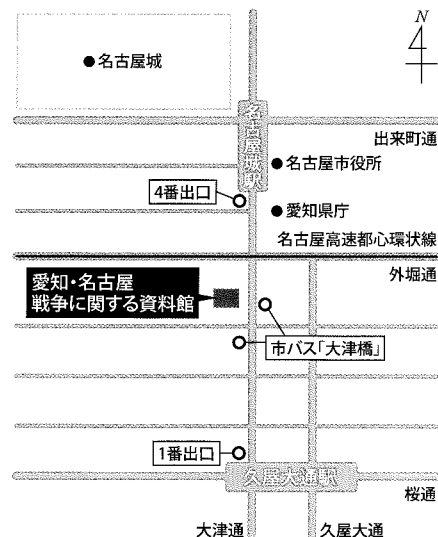 N
●名古屋城
名古屋城駅
出来町通
●名古屋市役所
4番出口
●愛知県庁
名古屋高速都心環状線
外堀通
愛知・名古屋
戦争に関する資料館
市バス「大津橋」
1番出口
久屋大通駅
桜通
大津通
久屋大通